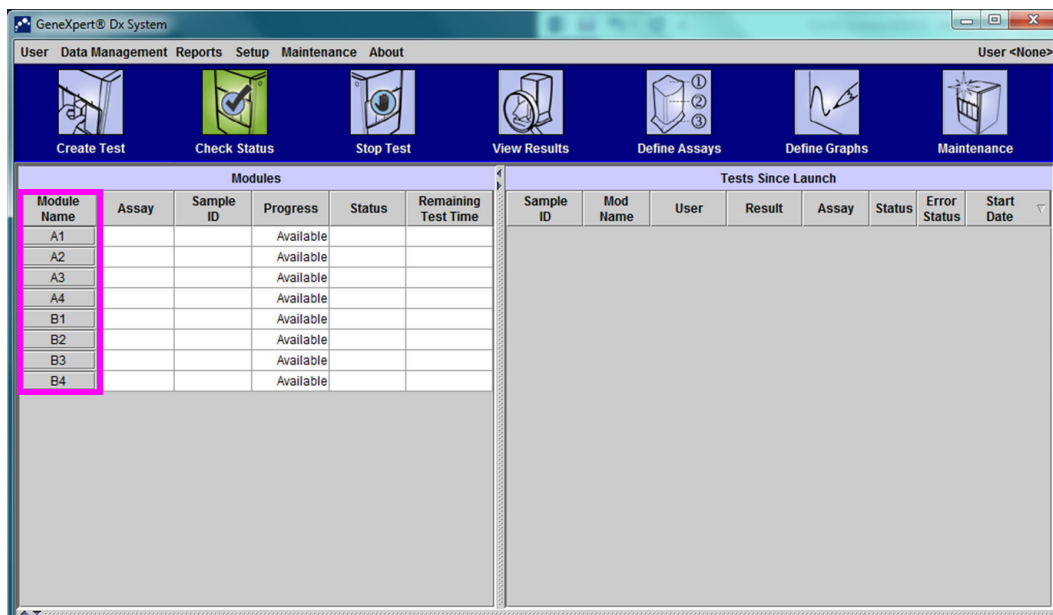 GeneXpert® Dx System
User Data Management Reports Setup Maintenance About User <None>
Create Test Check Status Stop Test View Results Define Assays Define Graphs Maintenance
①
②
③
Modules
Module Name Assay Sample ID Progress Status Remaining Test Time
A1 Available
A2 Available
A3 Available
A4 Available
B1 Available
B2 Available
B3 Available
B4 Available
Tests Since Launch
Sample ID Mod Name User Result Assay Status Error Status Start Date